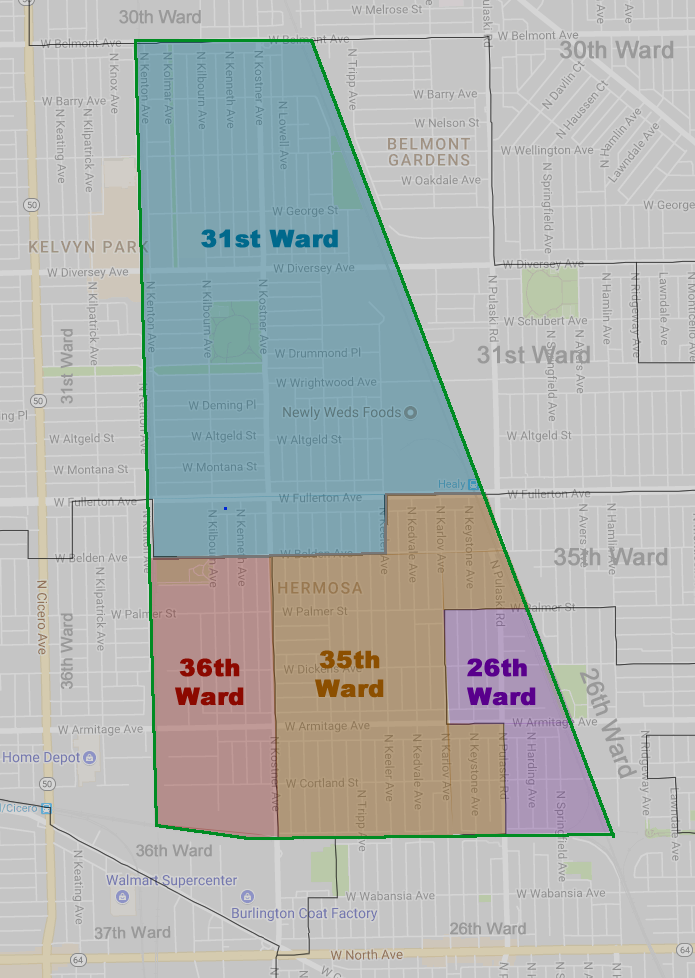 30th Ward
W Melrose St
Pulaski Rd
N Ave
N Ave
W Belmont Ave
W Belmont Ave
W Belmont Ave
30th Ward
N Knox Ave
N Kenton Ave
N Kolmar Ave
N Kilbourn Ave
N Kenneth Ave
N Kostner Ave
N Tripp Ave
N Davlin Ct
N Haussen Ct
W Barry Ave
W Barry Ave
N Keating Ave
N Kilpatrick Ave
N Lowell Ave
W Nelson St
N Hamlin Ave
BELMONT
GARDENS
W Wellington Ave
Lawndale Ave
W Oakdale Ave
N Springfield Ave
50
W George St
W George
31st Ward
KELVYN PARK
W Diversey Ave
W Diversey Ave
W Diversey Ave
N Kilpatrick Ave
N Kenton Ave
N Kilbourn Ave
N Kostner Ave
N Pulaski Rd
N Hamlin Ave
N Ridgeway Ave
Lawndale Ave
N Monticello Ave
W Schubert Ave
31st Ward
W Drummond Pl
31st Ward
N Springfield Ave
N Avers Ave
W Wrightwood Ave
50
N Kenton Ave
W Deming Pl
Newly Weds Foods
ng Pl
W Altgeld St
W Altgeld St
W Altgeld St
W Altgeld St
W Montana St
W Montana St
Healy
W Fullerton Ave
W Fullerton Ave
W Fullerton Ave
N Kilbourn Ave
N Kenneth Ave
N Kedvale Ave
N Karlov Ave
N Keystone Ave
N Avers Ave
N Hamlin Ave
W Belden Ave
W Belden Ave
35th Ward
N Cicero Ave
N Kilpatrick Ave
HERMOSA
N Pulaski Rd
W Palmer St
W Palmer St
W Palmer St
36th Ward
36th
Ward
35th
Ward
W Dickens Ave
26th
Ward
26th Ward
W Armitage Ave
W Armitage Ave
W Armitage Ave
Home Depot
N Kostner Ave
N Keeler Ave
N Kedvale Ave
N Karlov Ave
N Keystone Ave
N Pulaski Rd
N Harding Ave
N Ridgeway Ave
50
W Cortland St
N Tripp Ave
N Springfield Ave
Lawndale Ave
l/Cicero
36th Ward
N Keating Ave
Walmart Supercenter
W Wabansia Ave
W Wabansia Ave
Burlington Coat Factory
37th Ward
26th Ward
64
W North Ave
64